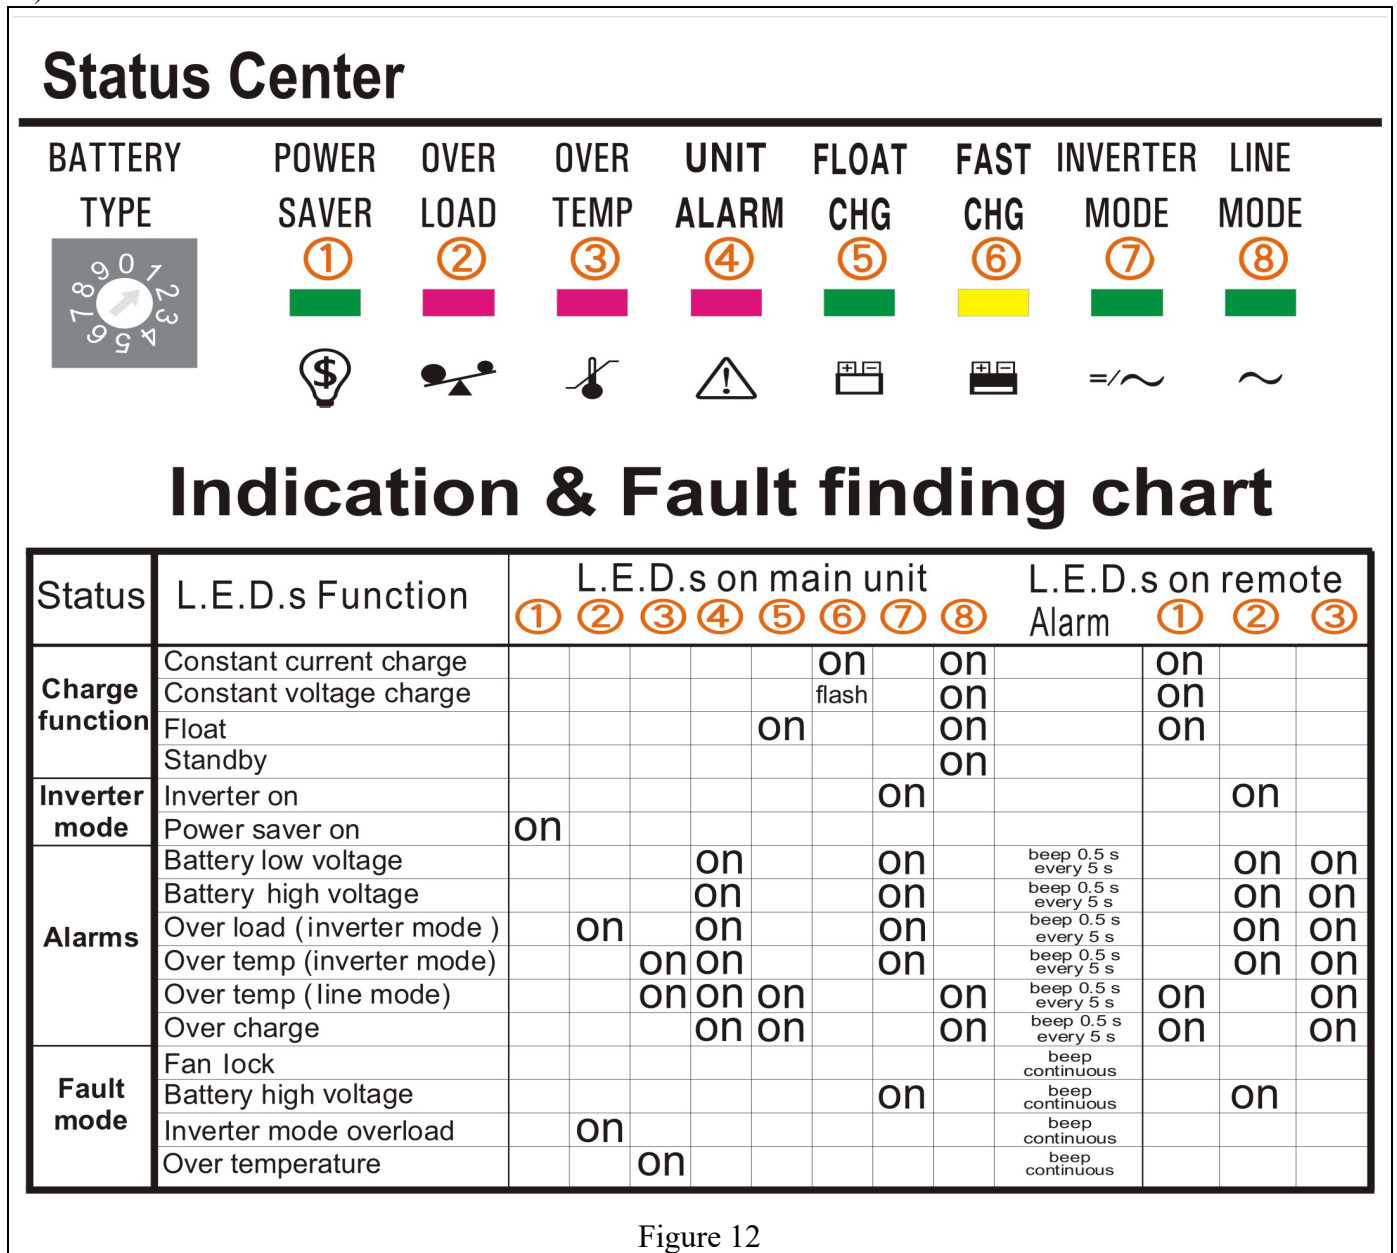 Status Center
BATTERY TYPE
POWER SAVER
OVER LOAD
OVER TEMP
UNIT ALARM
FLOAT CHG
FAST CHG
INVERTER MODE
LINE MODE
① ② ③ ④ ⑤ ⑥ ⑦ ⑧
0 1 2 3 4 5 6 7 8 9
$ ! + − + − =/~ ~
Indication & Fault finding chart
Status L.E.D.s Function L.E.D.s on main unit L.E.D.s on remote
① ② ③ ④ ⑤ ⑥ ⑦ ⑧ Alarm ① ② ③
Charge function
Constant current charge on on on
Constant voltage charge flash on on
Float on on on
Standby on
Inverter mode
Inverter on on on
Power saver on on
Alarms
Battery low voltage on on beep 0.5 s every 5 s on on
Battery high voltage on on beep 0.5 s every 5 s on on
Over load ( inverter mode ) on on on beep 0.5 s every 5 s on on
Over temp (inverter mode) on on on beep 0.5 s every 5 s on on
Over temp ( line mode) on on on on beep 0.5 s every 5 s on on
Over charge on on on beep 0.5 s every 5 s on on
Fault mode
Fan lock beep continuous
Battery high voltage on beep continuous on
Inverter mode overload on beep continuous
Over temperature on beep continuous
Figure 12